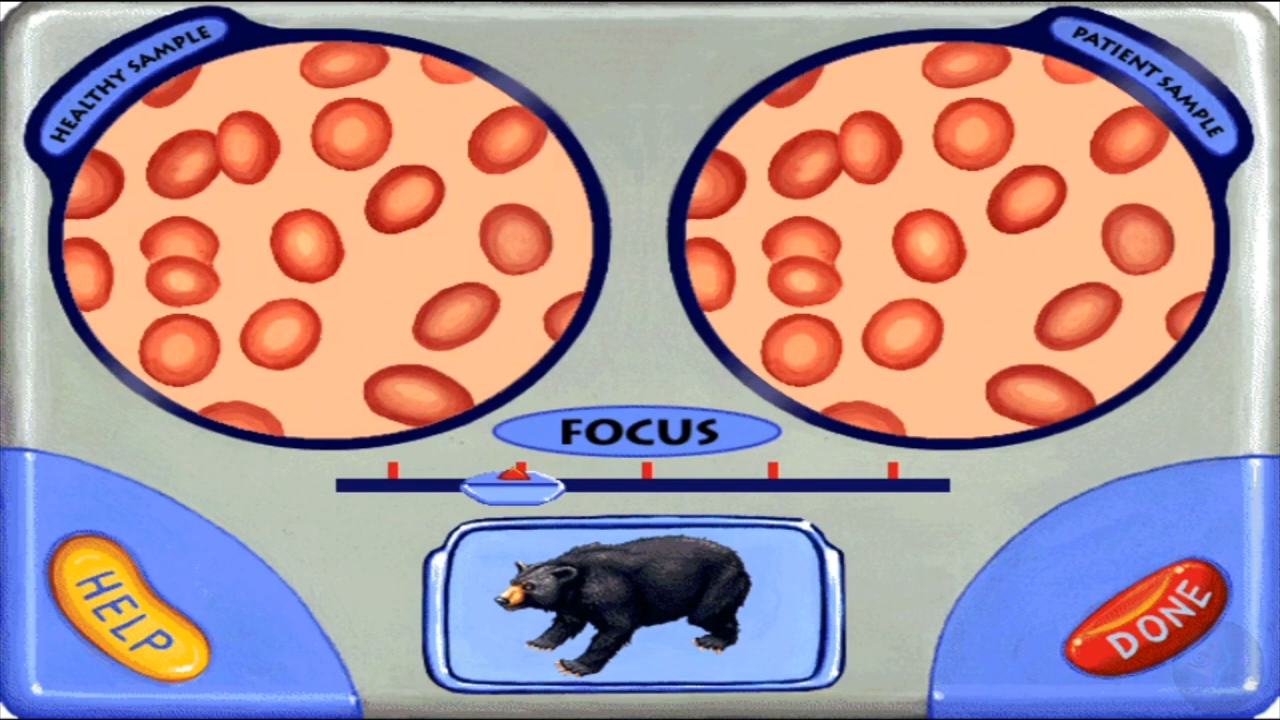 HEALTHY SAMPLE
PATIENT SAMPLE
FOCUS
HELP
DONE